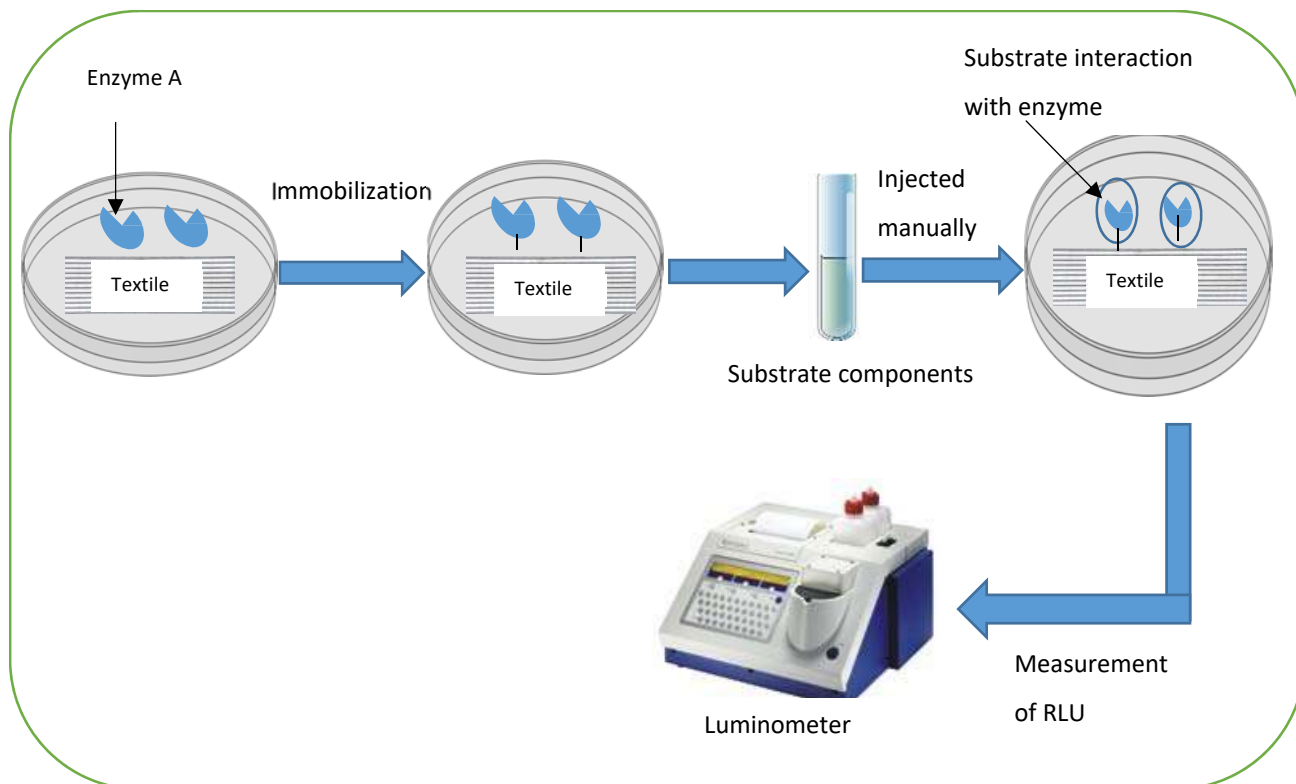 Enzyme A
Textile
Immobilization
Textile
Substrate components
Injected
manually
Substrate interaction
with enzyme
Textile
Measurement
of RLU
Luminometer